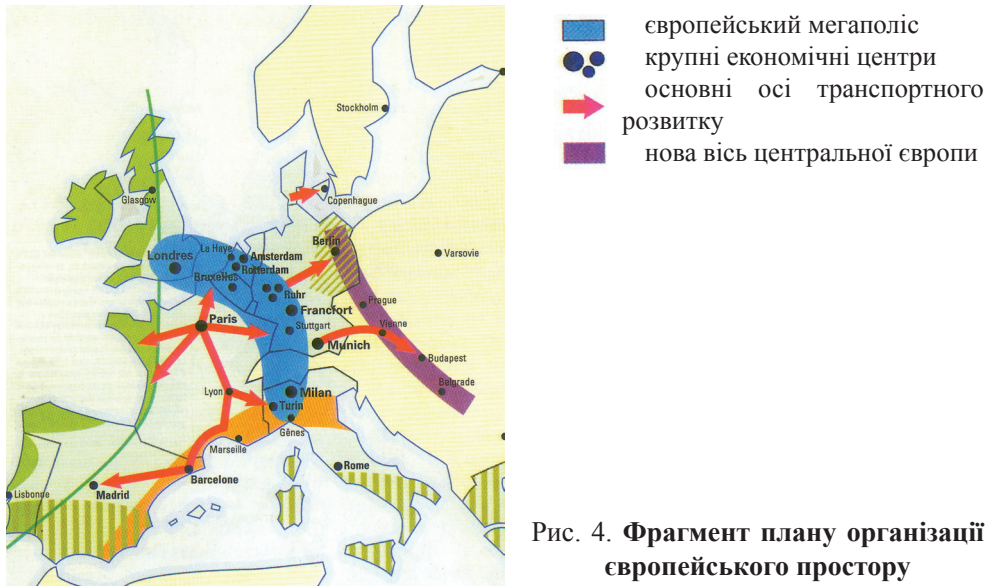 європейський мегаполіс
крупні економічні центри
основні осі транспортного
розвитку
нова вісь центральної європи
Stockholm
Glasgow
Copenhague
Berlin
Varsovie
La Haye
Amsterdam
Londres
Rotterdam
Bruxelles
Ruhr
Prague
Francfort
Paris
Stuttgart
Vienne
Munich
Budapest
Lyon
Milan
Belgrade
Turin
Gênes
Marseille
Rome
Barcelone
Lisbonne
Madrid
Рис. 4. Фрагмент плану організації
європейського простору